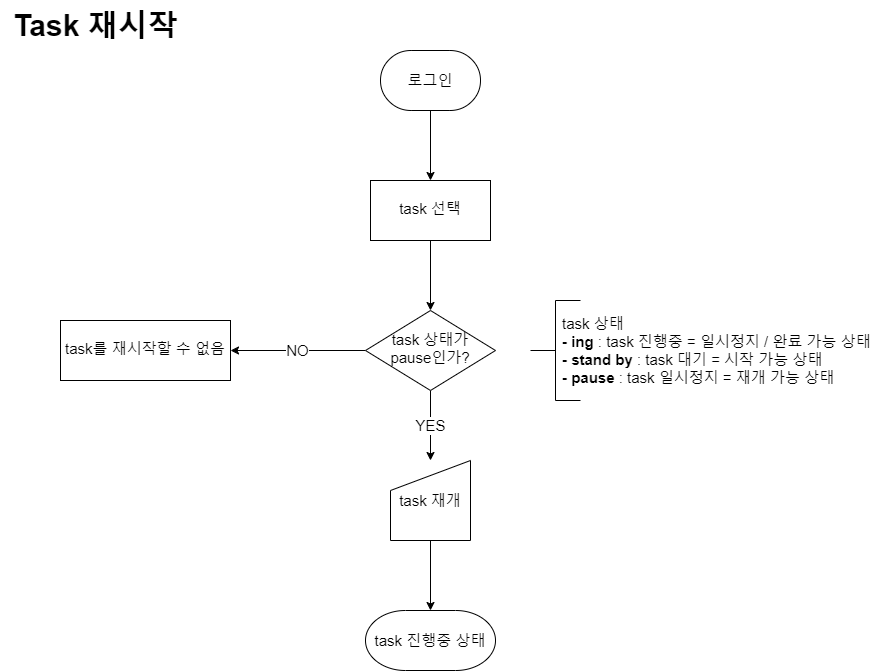 Task 재시작
로그인
task 선택
task 상태가
pause인가?
NO
task를 재시작할 수 없음
task 상태
- ing : task 진행중 = 일시정지 / 완료 가능 상태
- stand by : task 대기 = 시작 가능 상태
- pause : task 일시정지 = 재개 가능 상태
YES
task 재개
task 진행중 상태